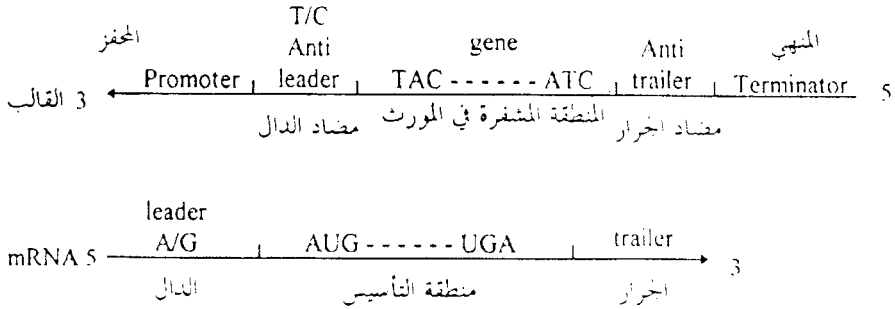 T/C
المحفز Anti gene Anti المنهي
Promoter leader TAC - - - - - - ATC trailer Terminator
القالب 3 5
مضاد الدال المنطقة المشفرة في المورث مضاد الجرار
leader
A/G AUG - - - - - - UGA trailer
mRNA 5 3
الدال منطقة التأسيس الجرار